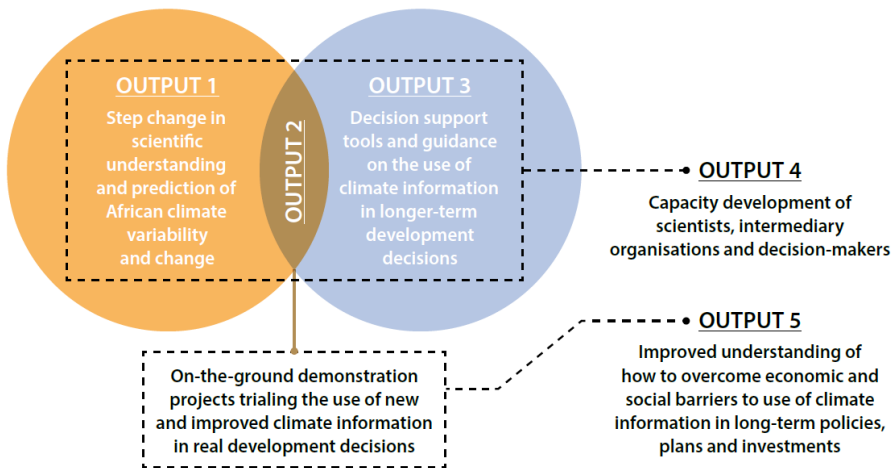 OUTPUT 1
Step change in
scientific
understanding
and prediction of
African climate
variability
and change
OUTPUT 2
OUTPUT 3
Decision support
tools and guidance
on the use of
climate information
in longer-term
development
decisions
OUTPUT 4
Capacity development of
scientists, intermediary
organisations and decision-makers
On-the-ground demonstration
projects trialing the use of new
and improved climate information
in real development decisions
OUTPUT 5
Improved understanding of
how to overcome economic and
social barriers to use of climate
information in long-term policies,
plans and investments